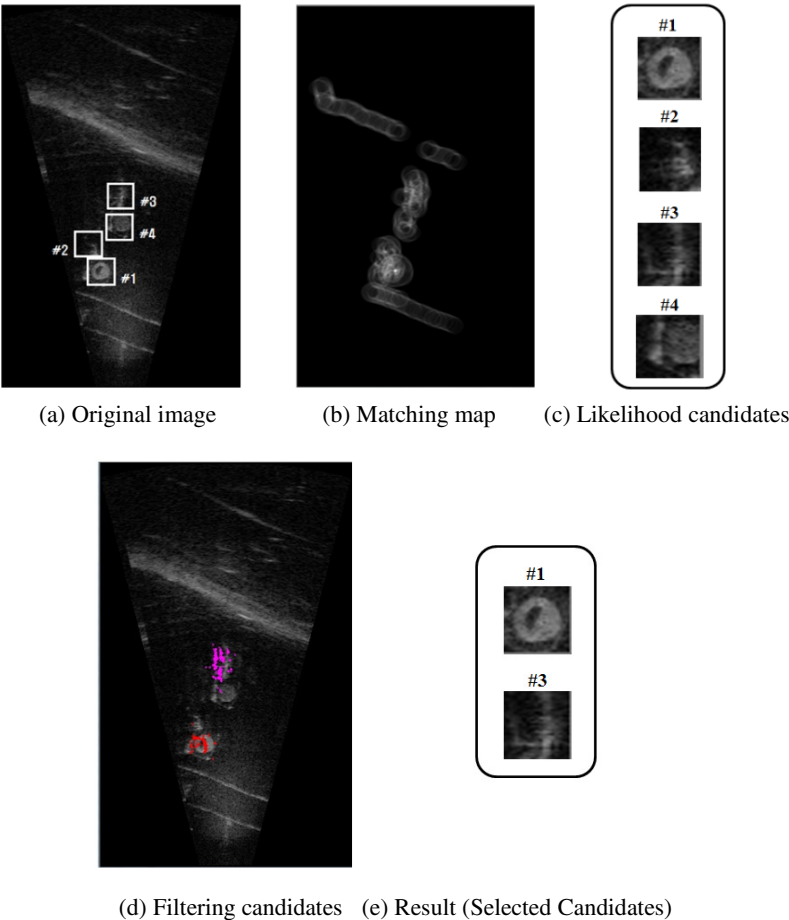 #1
#2
#3
#4
#3
#4
#2
#1
(a) Original image
(b) Matching map
(c) Likelihood candidates
#1
#3
(d) Filtering candidates
(e) Result (Selected Candidates)